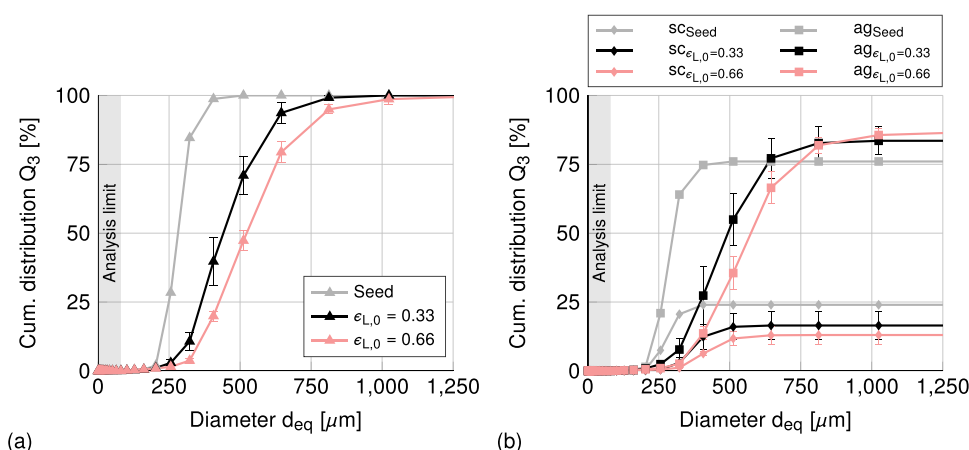 100
75
50
25
0
Cum. distribution Q3 [%]
Analysis limit
Seed
ϵL,0 = 0.33
ϵL,0 = 0.66
0 250 500 750 1,000 1,250
Diameter deq [μm]
(a)
scSeed agSeed
scϵL,0=0.33 agϵL,0=0.33
scϵL,0=0.66 agϵL,0=0.66
100
75
50
25
0
Cum. distribution Q3 [%]
Analysis limit
0 250 500 750 1,000 1,250
Diameter deq [μm]
(b)